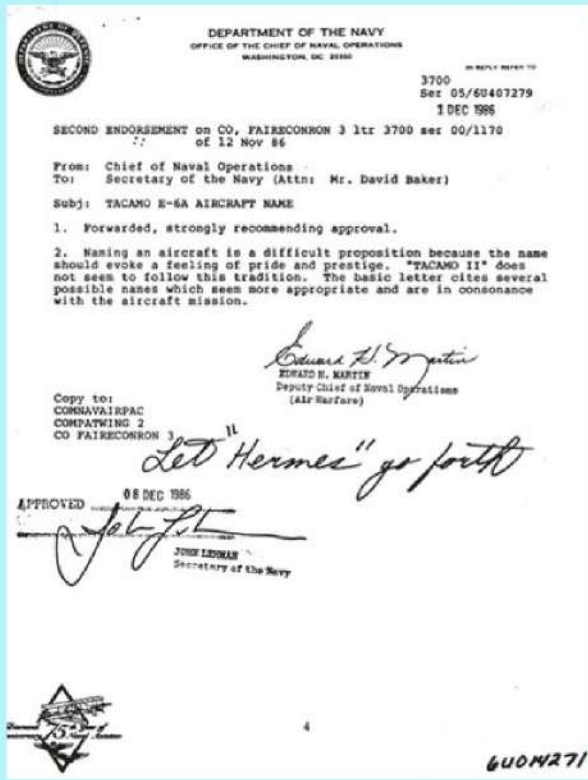 DEPARTMENT OF THE NAVY
OFFICE OF THE CHIEF OF NAVAL OPERATIONS
WASHINGTON, DC 20350
IN REPLY REFER TO
3700
Ser 05/6U407279
1 DEC 1986
SECOND ENDORSEMENT on CO, FAIRECONRON 3 ltr 3700 ser 00/1170
of 12 Nov 86
From: Chief of Naval Operations
To: Secretary of the Navy (Attn: Mr. David Baker)
Subj: TACAMO E-6A AIRCRAFT NAME
1. Forwarded, strongly recommending approval.
2. Naming an aircraft is a difficult proposition because the name
should evoke a feeling of pride and prestige. "TACAMO II" does
not seem to follow this tradition. The basic letter cites several
possible names which seem more appropriate and are in consonance
with the aircraft mission.
Edward H. Martin
EDWARD H. MARTIN
Deputy Chief of Naval Operations
(Air Warfare)
Copy to:
COMNAVAIRPAC
COMPATWING 2
CO FAIRECONRON 3
Let "Hermes" go forth
08 DEC 1986
APPROVED
JOHN LEHMAN
Secretary of the Navy
75
4